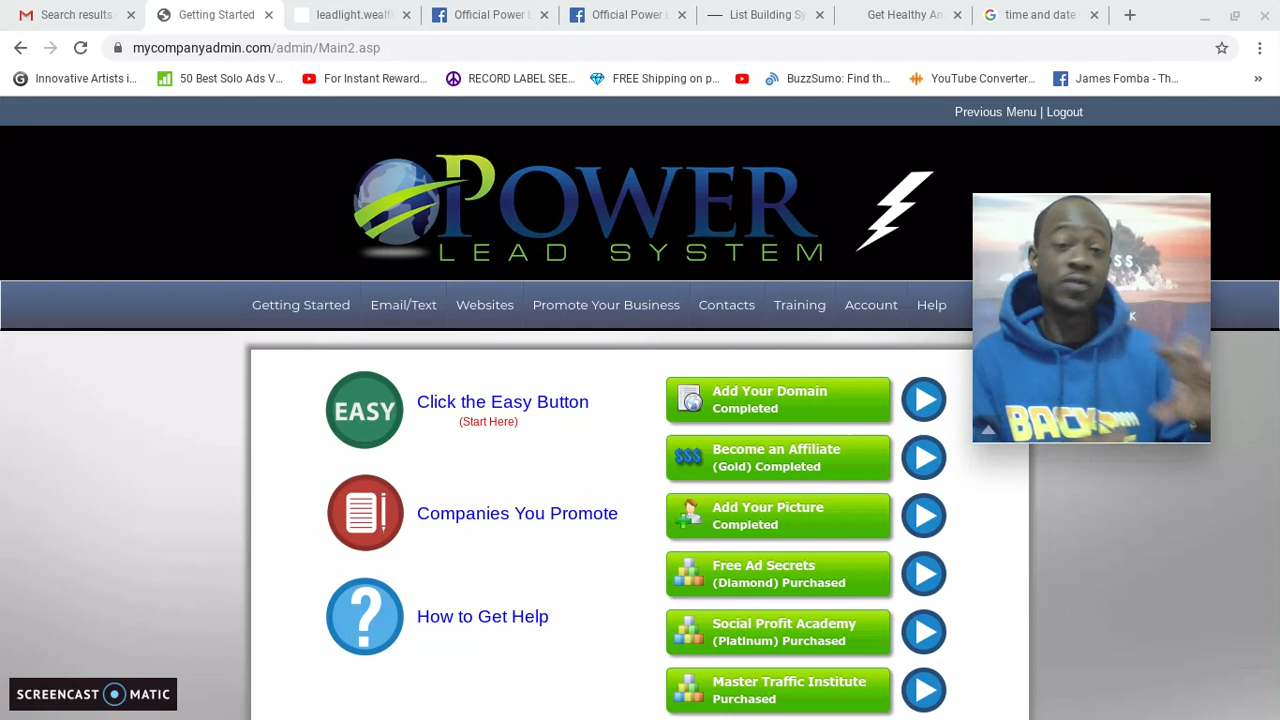 Search results
Getting Started
leadlight.wealt
Official Power L
Official Power L
List Building Sy
Get Healthy An
time and date
mycompanyadmin.com/admin/Main2.asp
Innovative Artists i...
50 Best Solo Ads V...
For Instant Reward...
RECORD LABEL SEE...
FREE Shipping on p...
BuzzSumo: Find th...
YouTube Converter...
James Fomba - Th...
Previous Menu | Logout
POWER
LEAD SYSTEM
Getting Started
Email/Text
Websites
Promote Your Business
Contacts
Training
Account
Help
EASY
Click the Easy Button
(Start Here)
Companies You Promote
?
How to Get Help
Add Your Domain
Completed
Become an Affiliate
(Gold) Completed
Add Your Picture
Completed
Free Ad Secrets
(Diamond) Purchased
Social Profit Academy
(Platinum) Purchased
Master Traffic Institute
Purchased
$$$
K
SCREENCAST MATIC